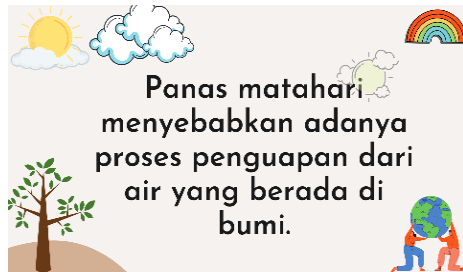 Panas matahari
menyebabkan adanya
proses penguapan dari
air yang berada di
bumi.